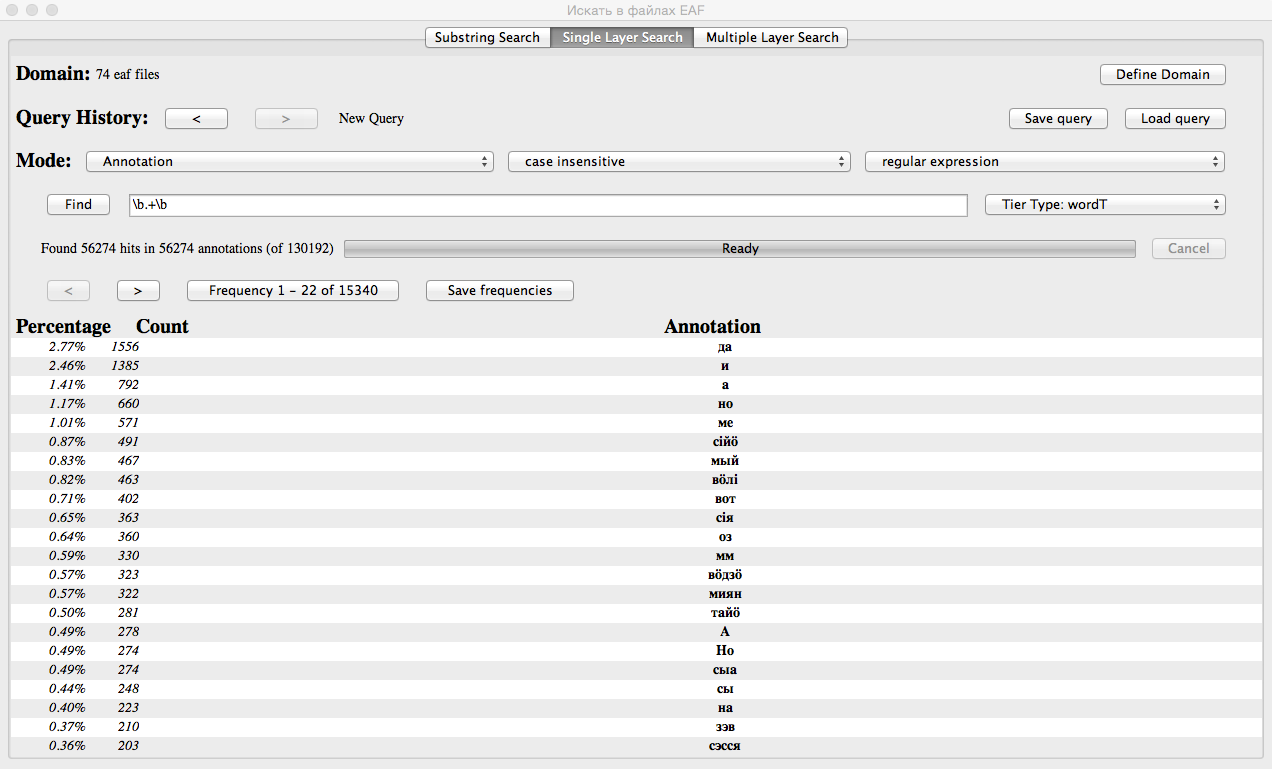 Искать в файлах EAF
Substring Search Single Layer Search Multiple Layer Search
Domain: 74 eaf files Define Domain
Query History: < > New Query Save query Load query
Mode: Annotation case insensitive regular expression
Find \b.+\b Tier Type: wordT
Found 56274 hits in 56274 annotations (of 130192) Ready Cancel
< > Frequency 1 – 22 of 15340 Save frequencies
Percentage Count Annotation
2.77% 1556 да
2.46% 1385 и
1.41% 792 а
1.17% 660 но
1.01% 571 ме
0.87% 491 сійӧ
0.83% 467 мый
0.82% 463 вӧлі
0.71% 402 вот
0.65% 363 сія
0.64% 360 оз
0.59% 330 мм
0.57% 323 вӧдзӧ
0.57% 322 миян
0.50% 281 тайӧ
0.49% 278 А
0.49% 274 Но
0.49% 274 сыа
0.44% 248 сы
0.40% 223 на
0.37% 210 зэв
0.36% 203 сэсся